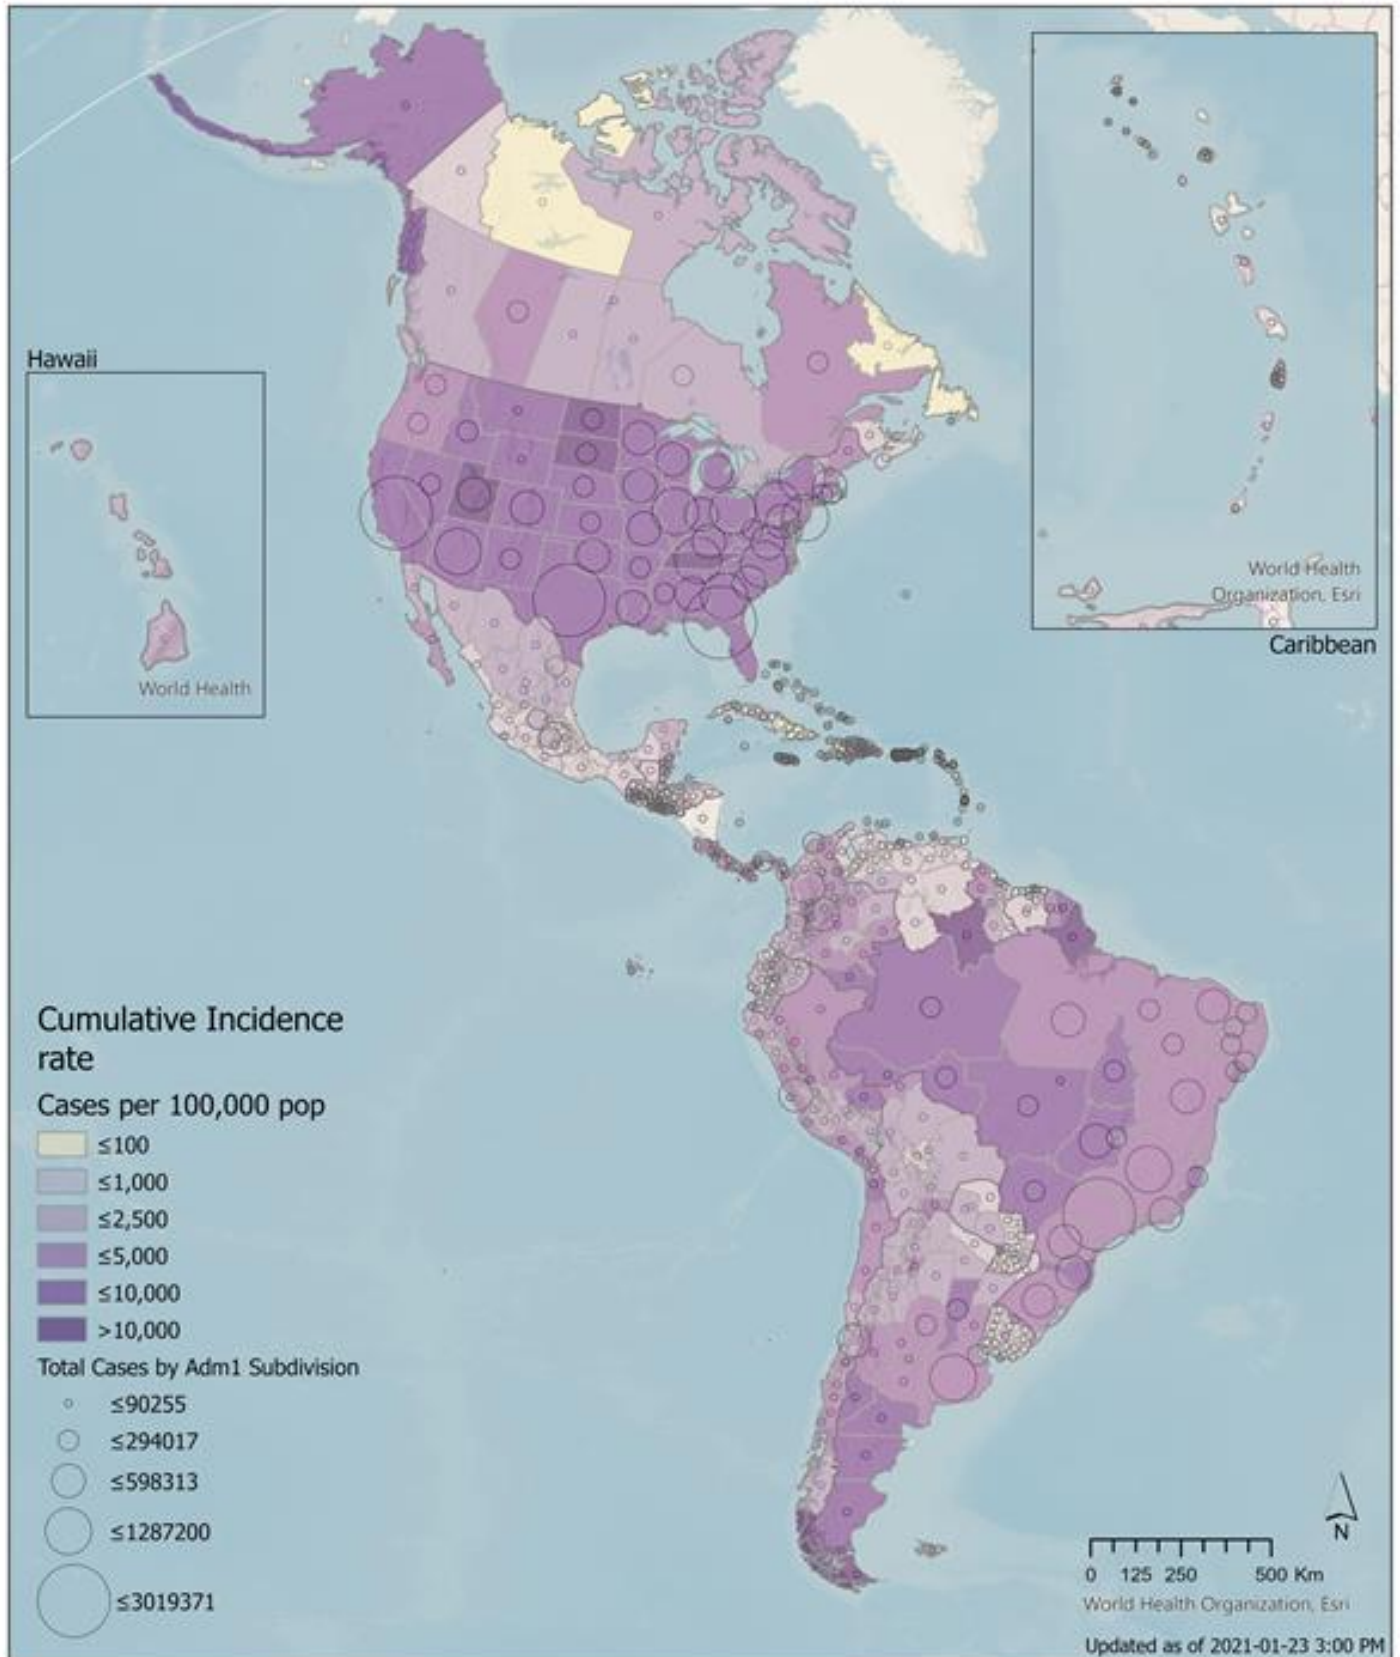 Hawaii
World Health
World Health
Organization, Esri
Caribbean
Cumulative Incidence
rate
Cases per 100,000 pop
≤100
≤1,000
≤2,500
≤5,000
≤10,000
>10,000
Total Cases by Adm1 Subdivision
≤90255
≤294017
≤598313
≤1287200
≤3019371
N
0 125 250 500 Km
World Health Organization, Esri
Updated as of 2021-01-23 3:00 PM